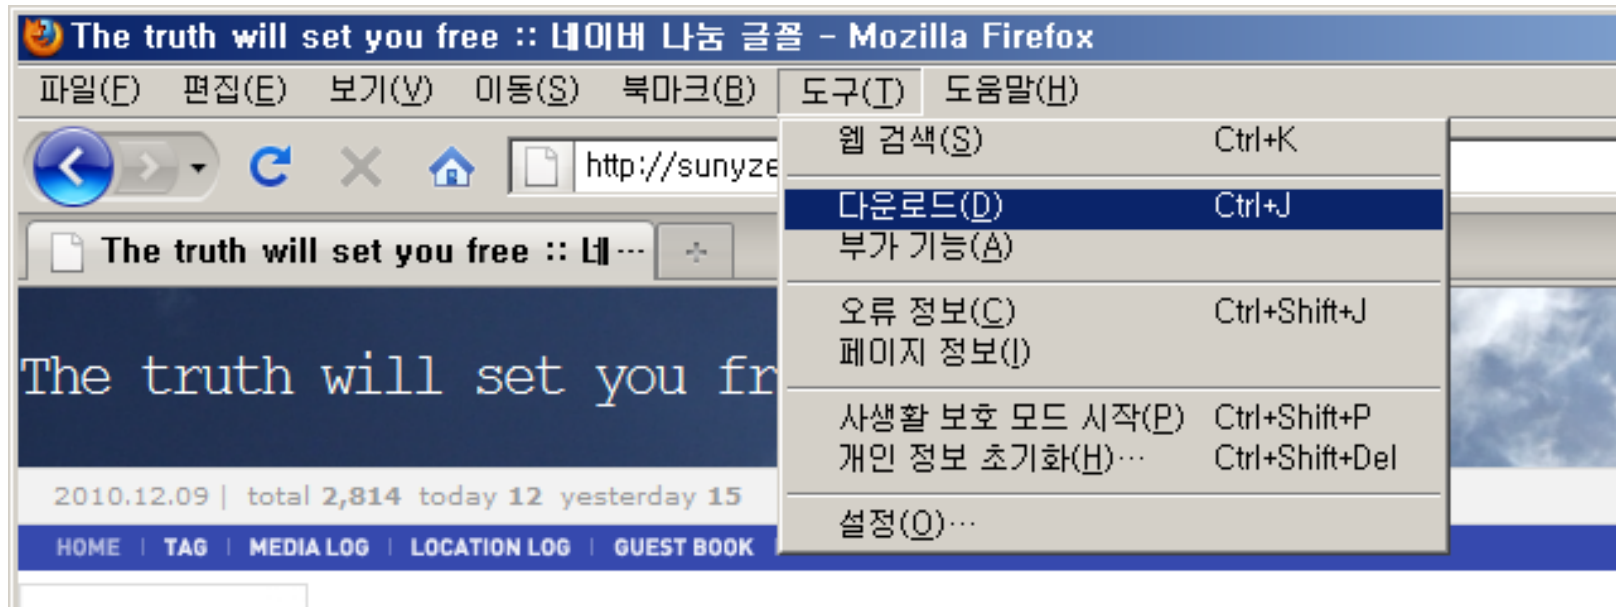 The truth will set you free :: 네이버 나눔 글꼴 - Mozilla Firefox
파일(F) 편집(E) 보기(V) 이동(S) 북마크(B) 도구(T) 도움말(H)
웹 검색(S) Ctrl+K
http://sunyze
다운로드(D) Ctrl+J
부가 기능(A)
The truth will set you free :: 네···
오류 정보(C) Ctrl+Shift+J
페이지 정보(I)
The truth will set you fr
사생활 보호 모드 시작(P) Ctrl+Shift+P
개인 정보 초기화(H)··· Ctrl+Shift+Del
2010.12.09 | total 2,814 today 12 yesterday 15
설정(O)···
HOME | TAG | MEDIA LOG | LOCATION LOG | GUEST BOOK